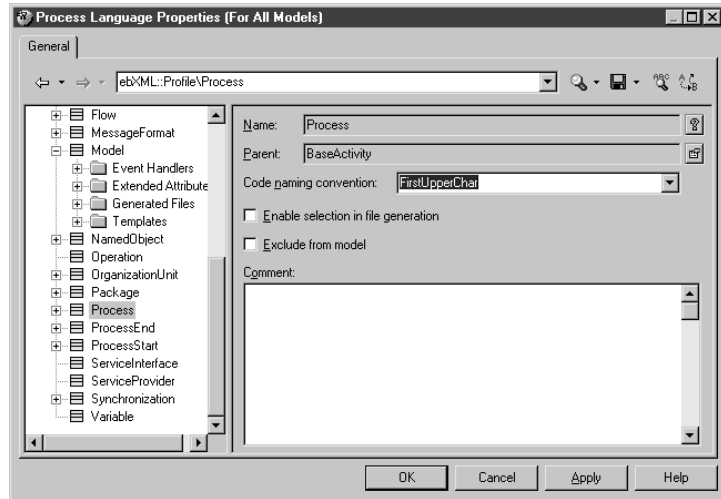 Process Language Properties (For All Models)
General
ebXML::Profile\Process
Flow
MessageFormat
Model
Event Handlers
Extended Attribute
Generated Files
Templates
NamedObject
Operation
OrganizationUnit
Package
Process
ProcessEnd
ProcessStart
ServiceInterface
ServiceProvider
Synchronization
Variable
Name: Process
Parent: BaseActivity
Code naming convention: FirstUpperChar
Enable selection in file generation
Exclude from model
Comment:
OK Cancel Apply Help